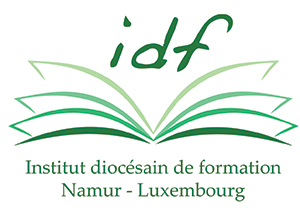 idf
Institut diocésain de formation
Namur - Luxembourg